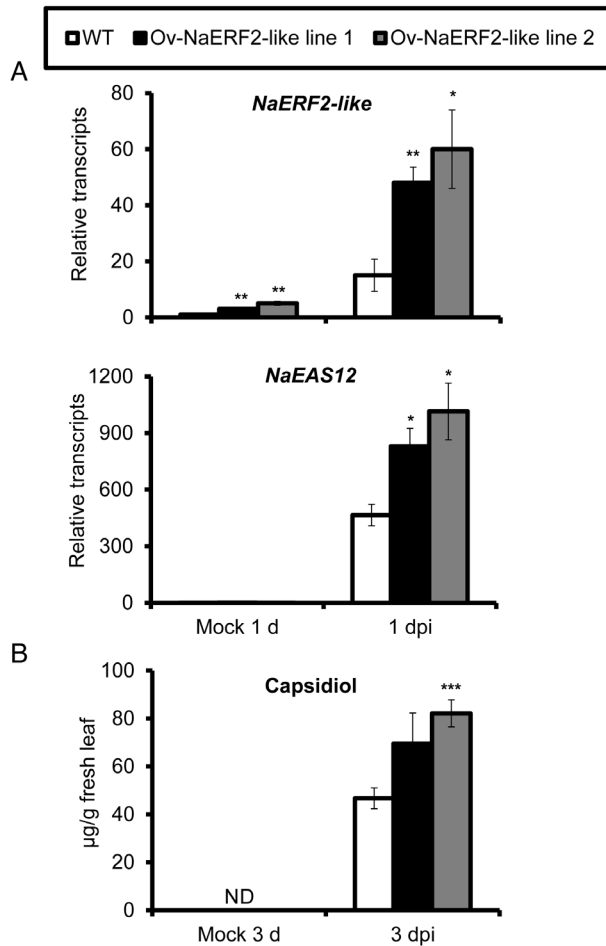 WT Ov-NaERF2-like line 1 Ov-NaERF2-like line 2
A
NaERF2-like
Relative transcripts
80
60
40
20
0
** ** ** *
NaEAS12
Relative transcripts
1200
900
600
300
0
* *
Mock 1 d 1 dpi
B
Capsidiol
µg/g fresh leaf
100
80
60
40
20
0
***
ND
Mock 3 d 3 dpi